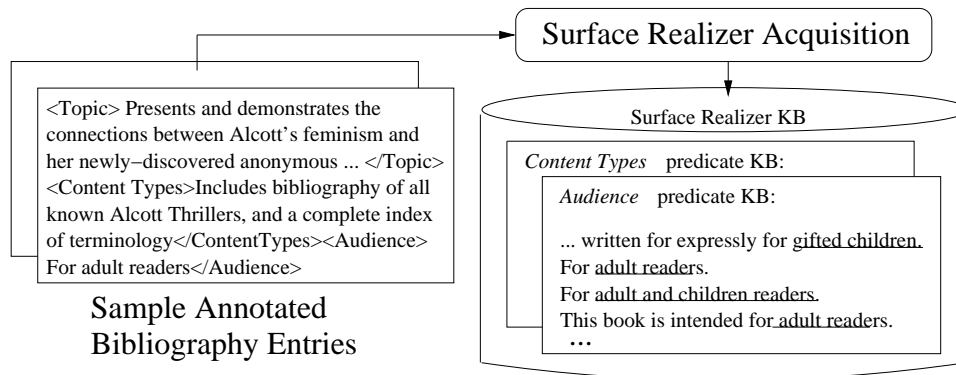 Surface Realizer Acquisition
<Topic> Presents and demonstrates the
connections between Alcott's feminism and
her newly−discovered anonymous ... </Topic>
<Content Types>Includes bibliography of all
known Alcott Thrillers, and a complete index
of terminology</ContentTypes><Audience>
For adult readers</Audience>
Sample Annotated
Bibliography Entries
Surface Realizer KB
Content Types predicate KB:
Audience predicate KB:
... written for expressly for gifted children.
For adult readers.
For adult and children readers.
This book is intended for adult readers.
...